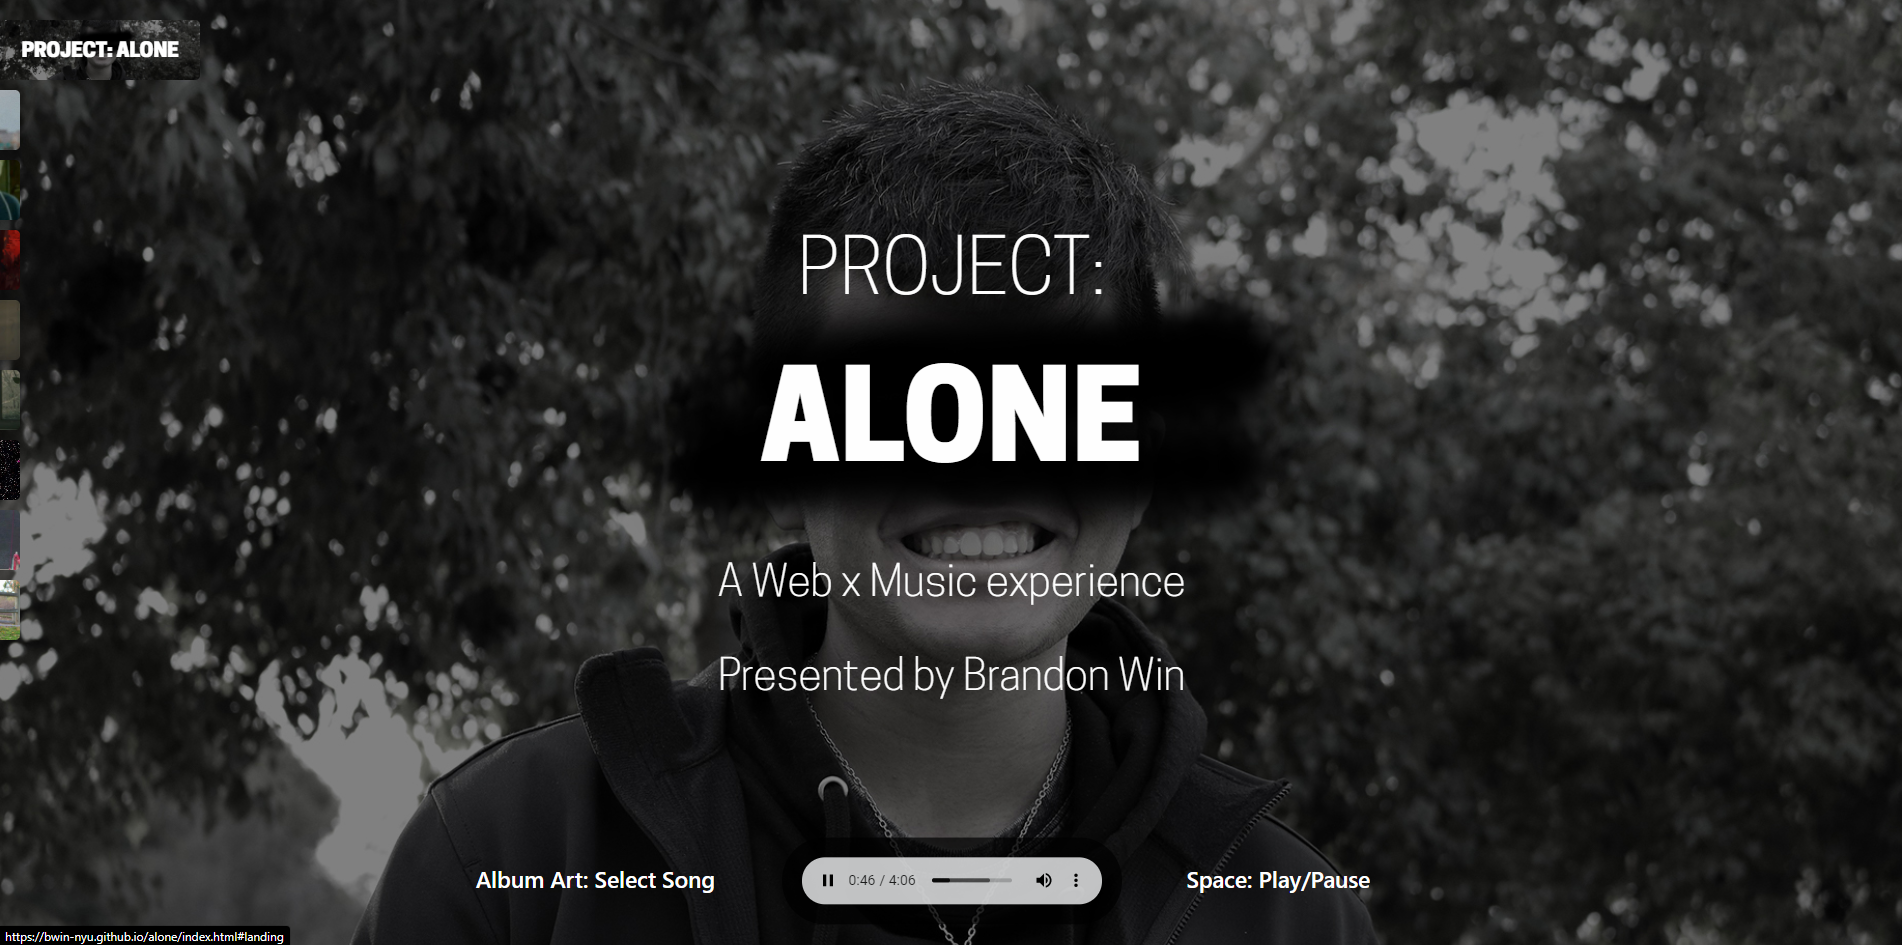 PROJECT: ALONE
PROJECT:
ALONE
A Web x Music experience
Presented by Brandon Win
Album Art: Select Song
0:46 / 4:06
Space: Play/Pause
https://bwin-nyu.github.io/alone/index.html#landing